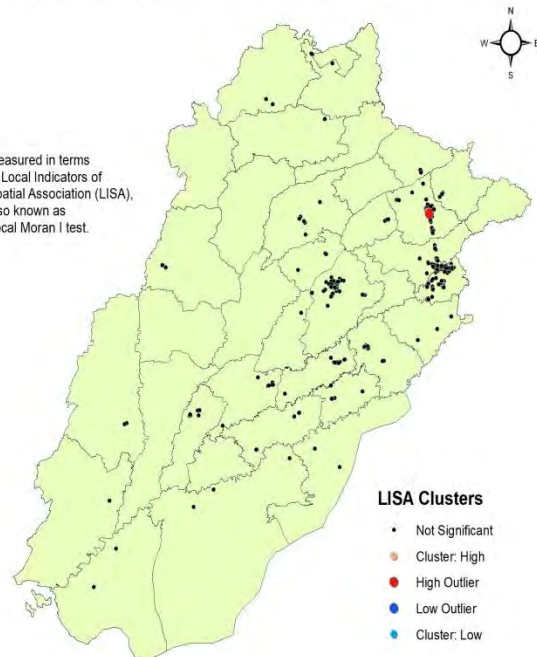 N
W E
S
easured in terms
Local Indicators of
patial Association (LISA),
so known as
ocal Moran I test.
LISA Clusters
Not Significant
Cluster: High
High Outlier
Low Outlier
Cluster: Low